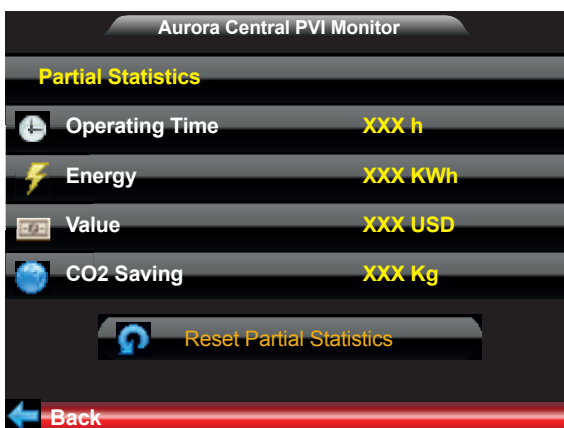 Aurora Central PVI Monitor
Partial Statistics
Operating Time XXX h
Energy XXX KWh
Value XXX USD
CO2 Saving XXX Kg
Reset Partial Statistics
Back